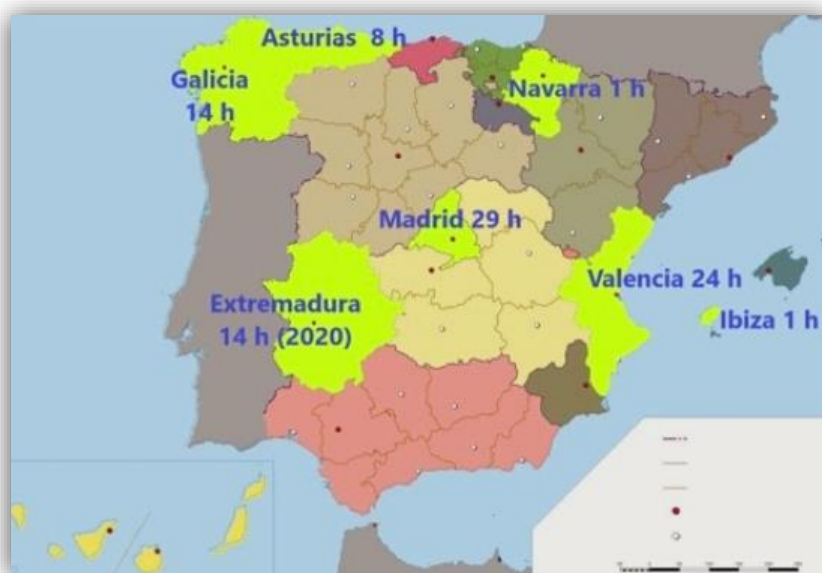 Asturias 8 h
Galicia
14 h
Navarra 1 h
Madrid 29 h
Valencia 24 h
Extremadura
14 h (2020)
Ibiza 1 h